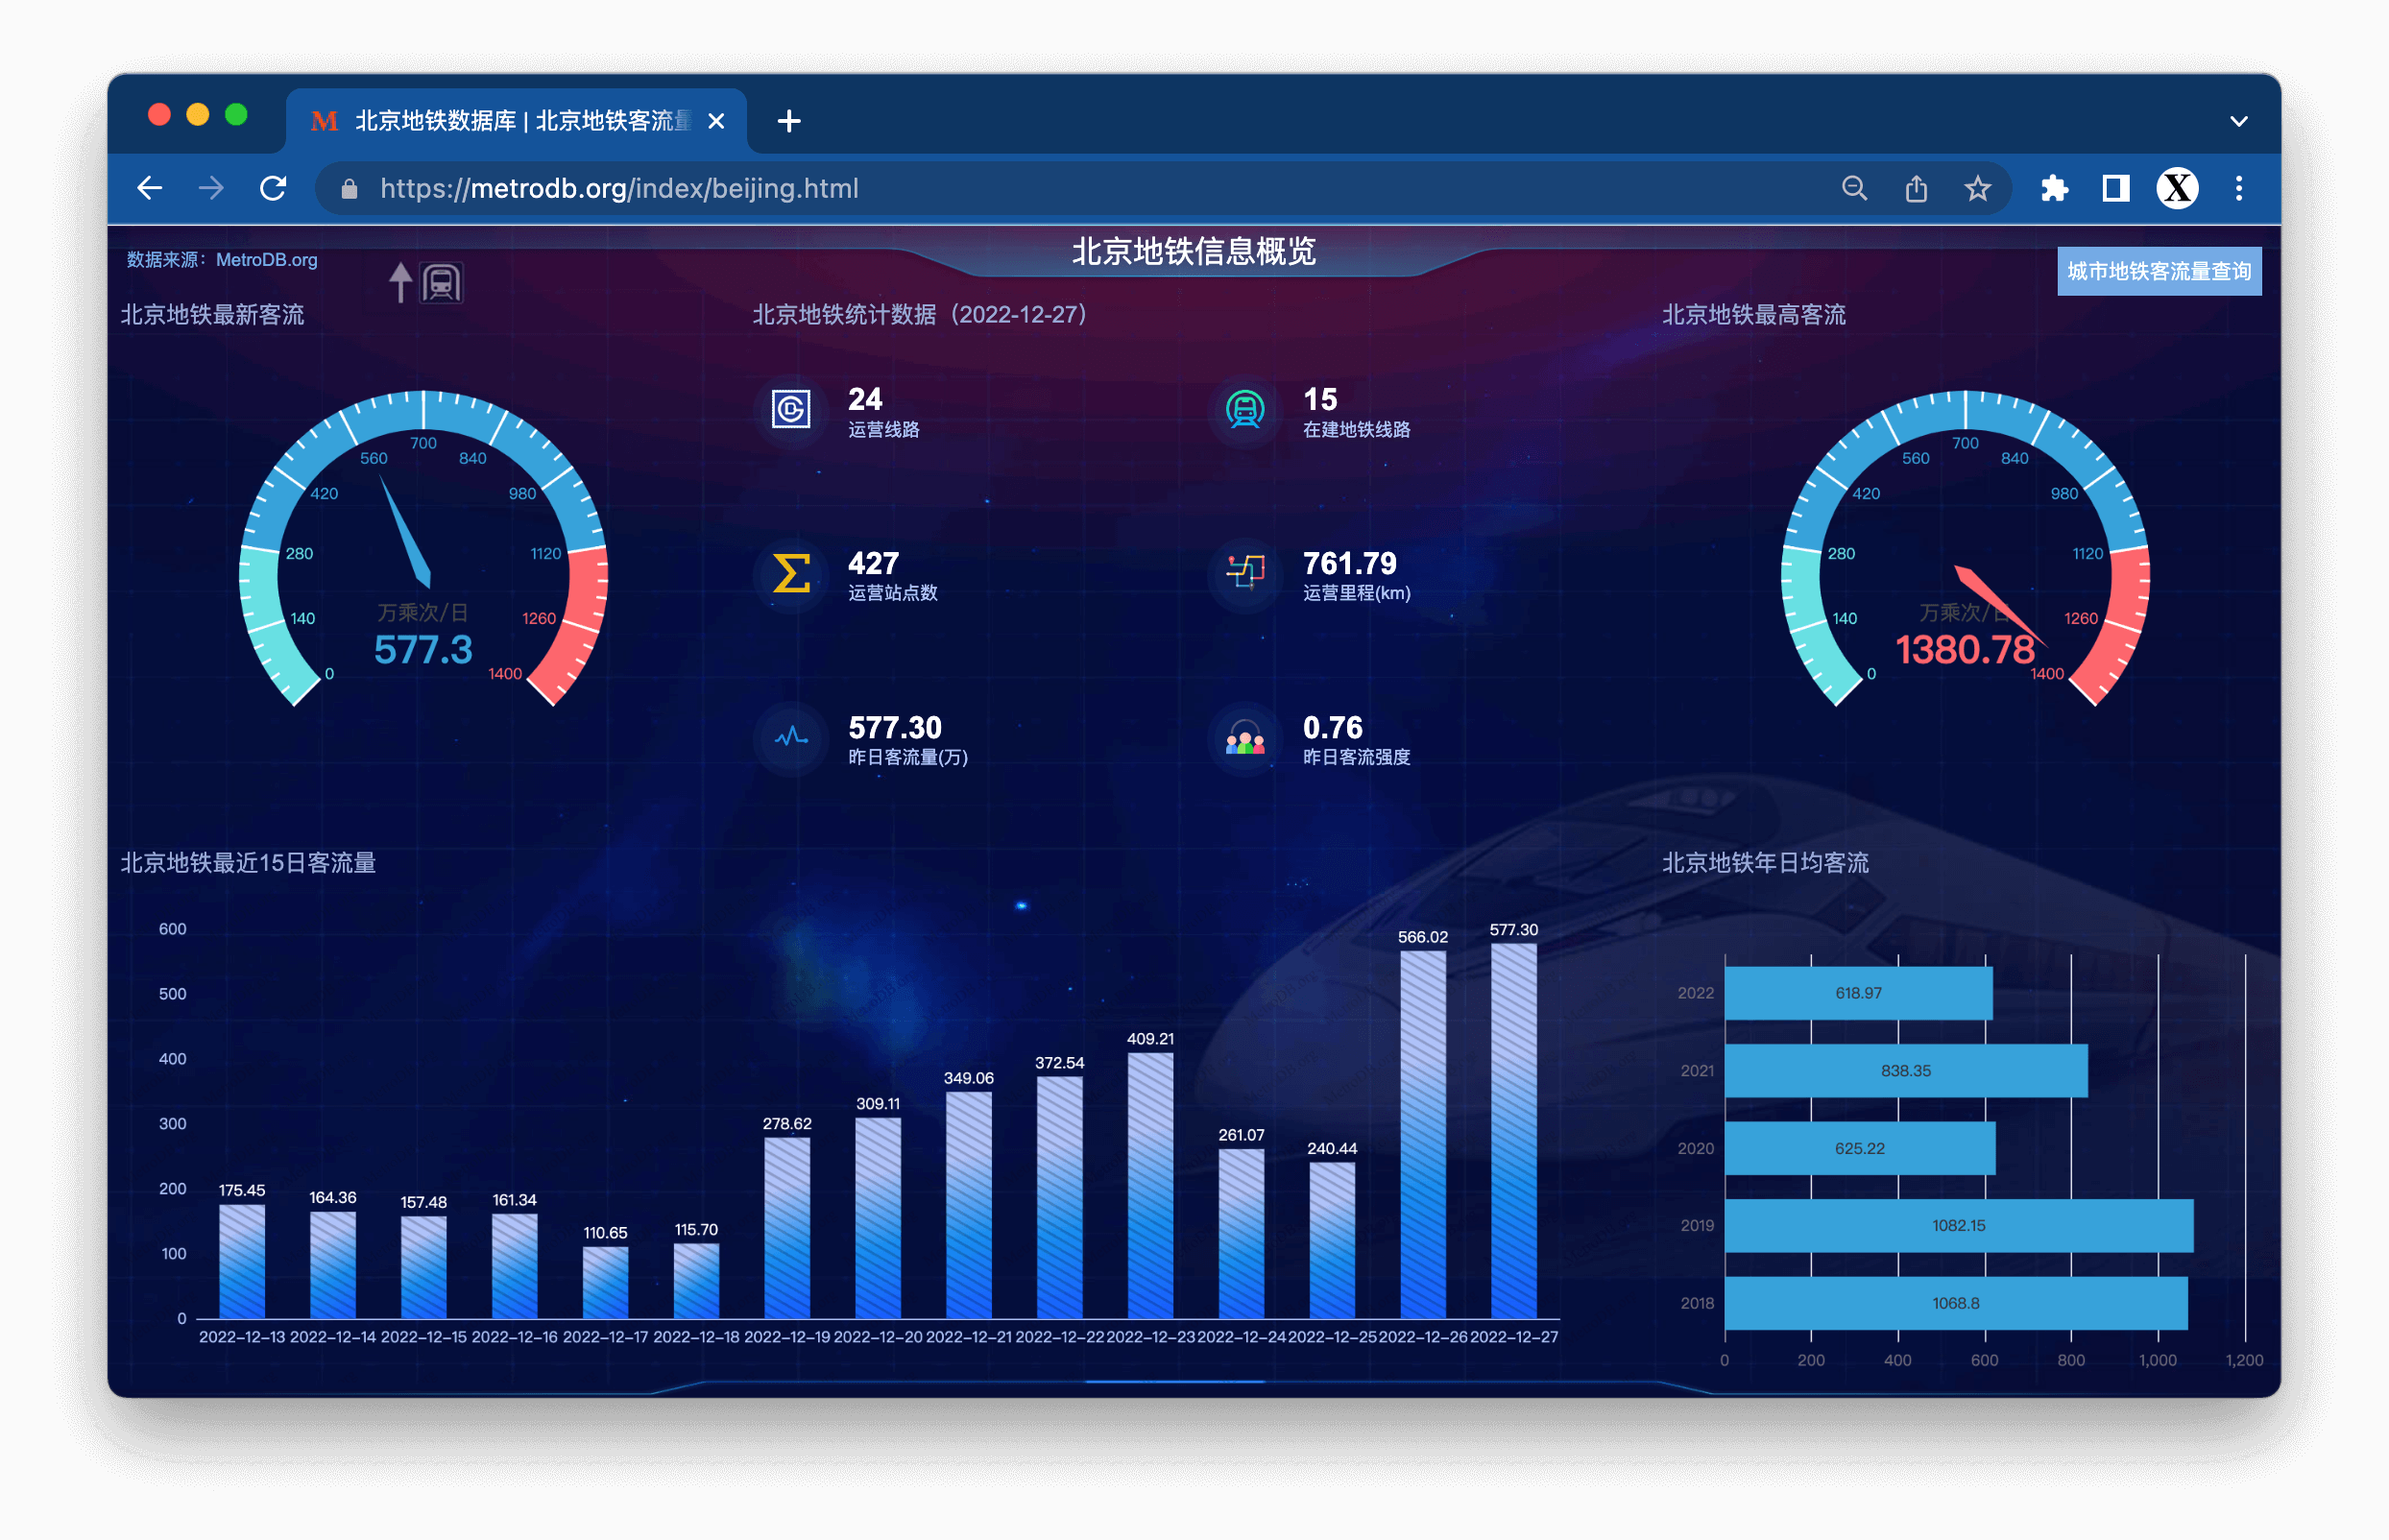 M 北京地铁数据库 | 北京地铁客流量
https://metrodb.org/index/beijing.html
X
北京地铁信息概览
数据来源：MetroDB.org
城市地铁客流量查询
北京地铁最新客流
0
140
280
420
560
700
840
980
1120
1260
1400
万乘次/日
577.3
北京地铁统计数据（2022-12-27）
24
运营线路
15
在建地铁线路
427
运营站点数
761.79
运营里程(km)
577.30
昨日客流量(万)
0.76
昨日客流强度
北京地铁最高客流
0
140
280
420
560
700
840
980
1120
1260
1400
万乘次/日
1380.78
北京地铁最近15日客流量
600
500
400
300
200
100
0
175.45
164.36
157.48
161.34
110.65
115.70
278.62
309.11
349.06
372.54
409.21
261.07
240.44
566.02
577.30
2022-12-13 2022-12-14 2022-12-15 2022-12-16 2022-12-17 2022-12-18 2022-12-19 2022-12-20 2022-12-21 2022-12-22 2022-12-23 2022-12-24 2022-12-25 2022-12-26 2022-12-27
北京地铁年日均客流
2022 618.97
2021 838.35
2020 625.22
2019 1082.15
2018 1068.8
0 200 400 600 800 1,000 1,200